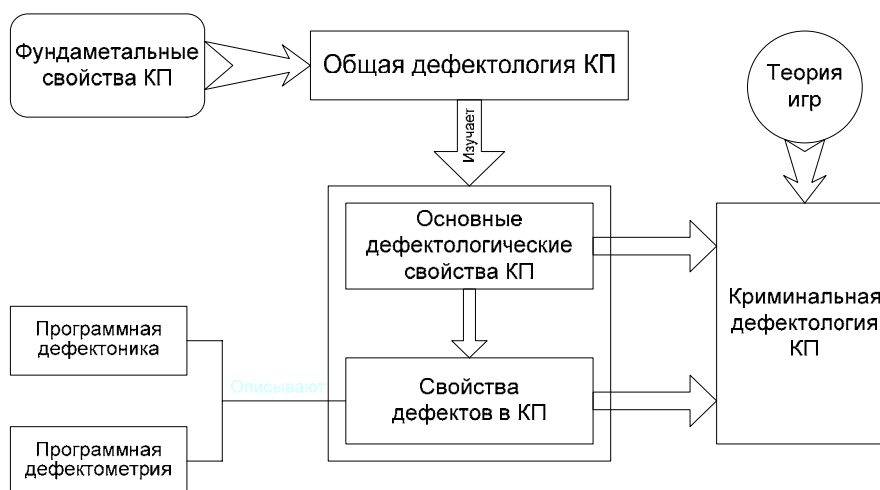 Фундаметальные
свойства КП
Общая дефектология КП
Теория
игр
Изучает
Основные
дефектологические
свойства КП
Криминальная
дефектология
КП
Программная
дефектоника
Описывают
Свойства
дефектов в КП
Программная
дефектометрия